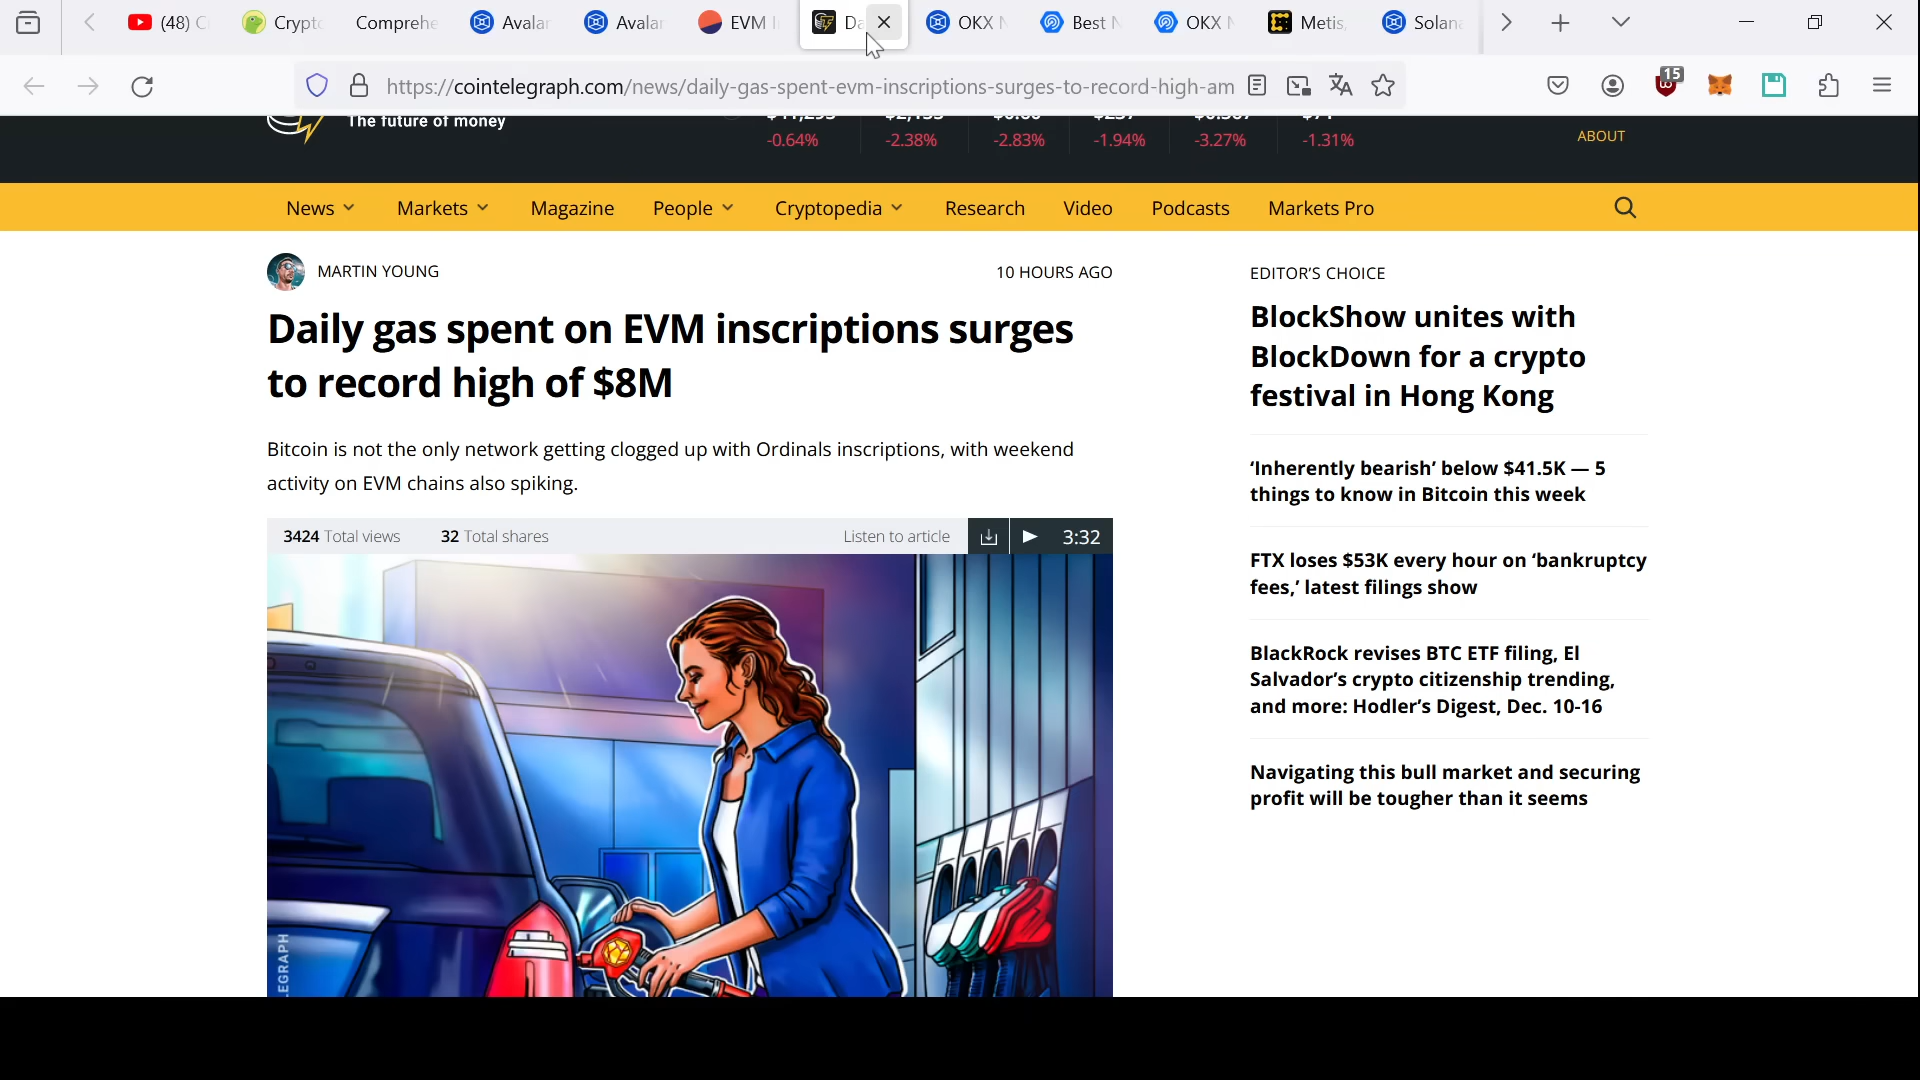 (48) C
Crypto
Comprehe
Avalar
Avalar
EVM I
Da
OKX N
Best N
OKX N
Metis,
Solana
https://cointelegraph.com/news/daily-gas-spent-evm-inscriptions-surges-to-record-high-am
15
The future of money
-0.64%
-2.38%
-2.83%
-1.94%
-3.27%
-1.31%
ABOUT
News
Markets
Magazine
People
Cryptopedia
Research
Video
Podcasts
Markets Pro
MARTIN YOUNG
10 HOURS AGO
Daily gas spent on EVM inscriptions surges
to record high of $8M
Bitcoin is not the only network getting clogged up with Ordinals inscriptions, with weekend
activity on EVM chains also spiking.
3424 Total views
32 Total shares
Listen to article
3:32
EDITOR'S CHOICE
BlockShow unites with
BlockDown for a crypto
festival in Hong Kong
‘Inherently bearish’ below $41.5K — 5
things to know in Bitcoin this week
FTX loses $53K every hour on ‘bankruptcy
fees,’ latest filings show
BlackRock revises BTC ETF filing, El
Salvador’s crypto citizenship trending,
and more: Hodler’s Digest, Dec. 10-16
Navigating this bull market and securing
profit will be tougher than it seems
LEGRAPH